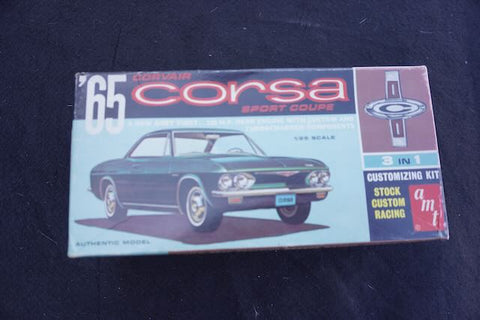 '65
CORVAIR
corsa
SPORT COUPE
1/25 SCALE
3 IN 1
CUSTOMIZING KIT
STOCK
CUSTOM
RACING
amt
AUTHENTIC MODEL